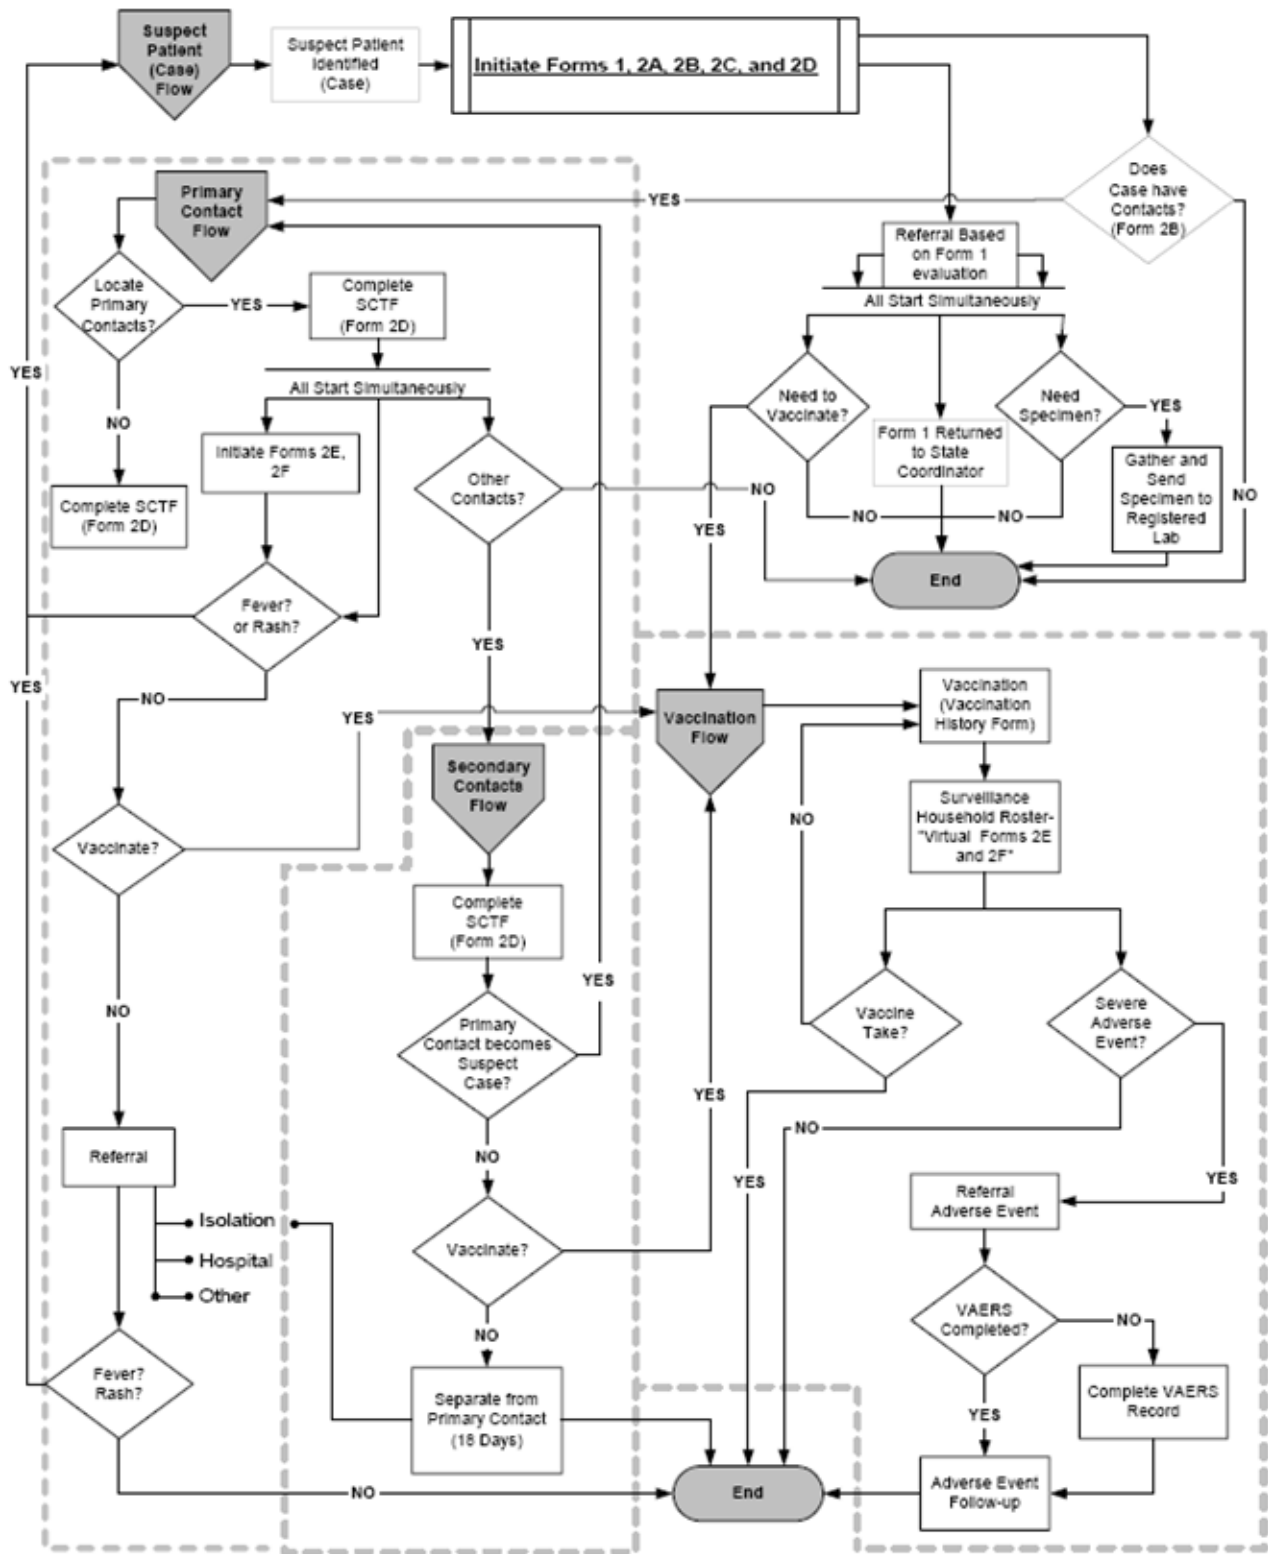 Suspect
Patient
(Case)
Flow
Suspect Patient
Identified
(Case)
Initiate Forms 1, 2A, 2B, 2C, and 2D
Does
Case have
Contacts?
(Form 2B)
YES
NO
Primary
Contact
Flow
Locate
Primary
Contacts?
YES
Complete
SCTF
(Form 2D)
NO
Complete SCTF
(Form 2D)
All Start Simultaneously
Initiate Forms 2E,
2F
Other
Contacts?
NO
YES
Fever?
or Rash?
YES
NO
Referral Based
on Form 1
evaluation
All Start Simultaneously
Need to
Vaccinate?
Form 1 Returned
to State
Coordinator
Need
Specimen?
YES
Gather and
Send
Specimen to
Registered
Lab
NO
NO
YES
End
Vaccinate?
YES
NO
Referral
Isolation
Hospital
Other
Fever?
Rash?
YES
NO
Secondary
Contacts
Flow
Complete
SCTF
(Form 2D)
Primary
Contact becomes
Suspect
Case?
YES
NO
Vaccinate?
YES
NO
Separate from
Primary Contact
(18 Days)
Vaccination
Flow
Vaccination
(Vaccination
History Form)
Surveillance
Household Roster-
"Virtual Forms 2E
and 2F"
NO
Vaccine
Take?
YES
Severe
Adverse
Event?
NO
YES
Referral
Adverse Event
VAERS
Completed?
NO
Complete VAERS
Record
YES
Adverse Event
Follow-up
End